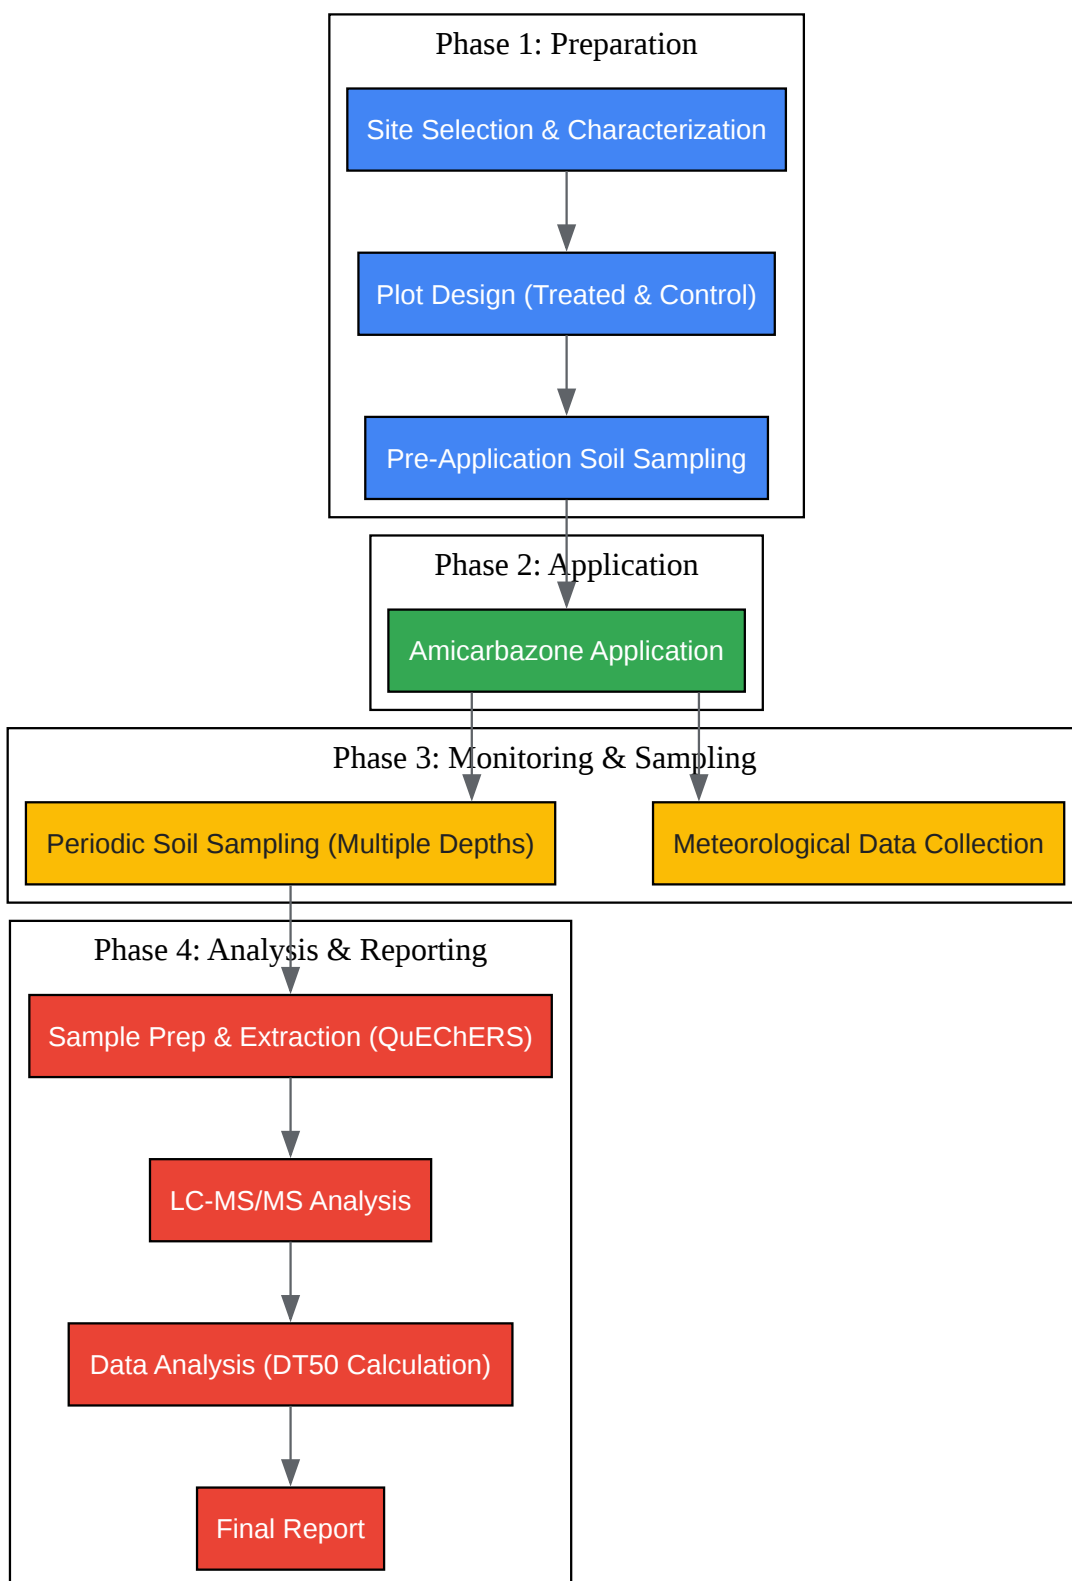 Phase 1: Preparation
Site Selection & Characterization
Plot Design (Treated & Control)
Pre-Application Soil Sampling
Phase 2: Application
Amicarbazone Application
Phase 3: Monitoring & Sampling
Periodic Soil Sampling (Multiple Depths)
Meteorological Data Collection
Phase 4: Analysis & Reporting
Sample Prep & Extraction (QuEChERS)
LC-MS/MS Analysis
Data Analysis (DT50 Calculation)
Final Report